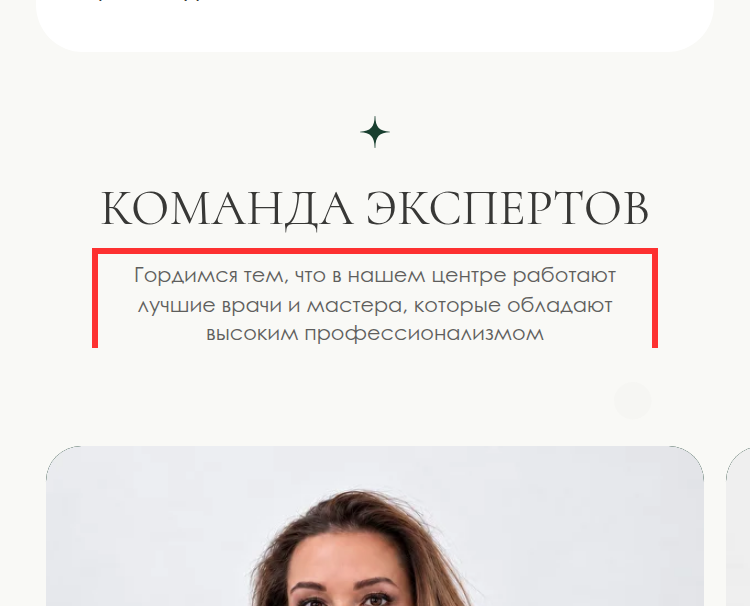 КОМАНДА ЭКСПЕРТОВ
Гордимся тем, что в нашем центре работают
лучшие врачи и мастера, которые обладают
высоким профессионализмом